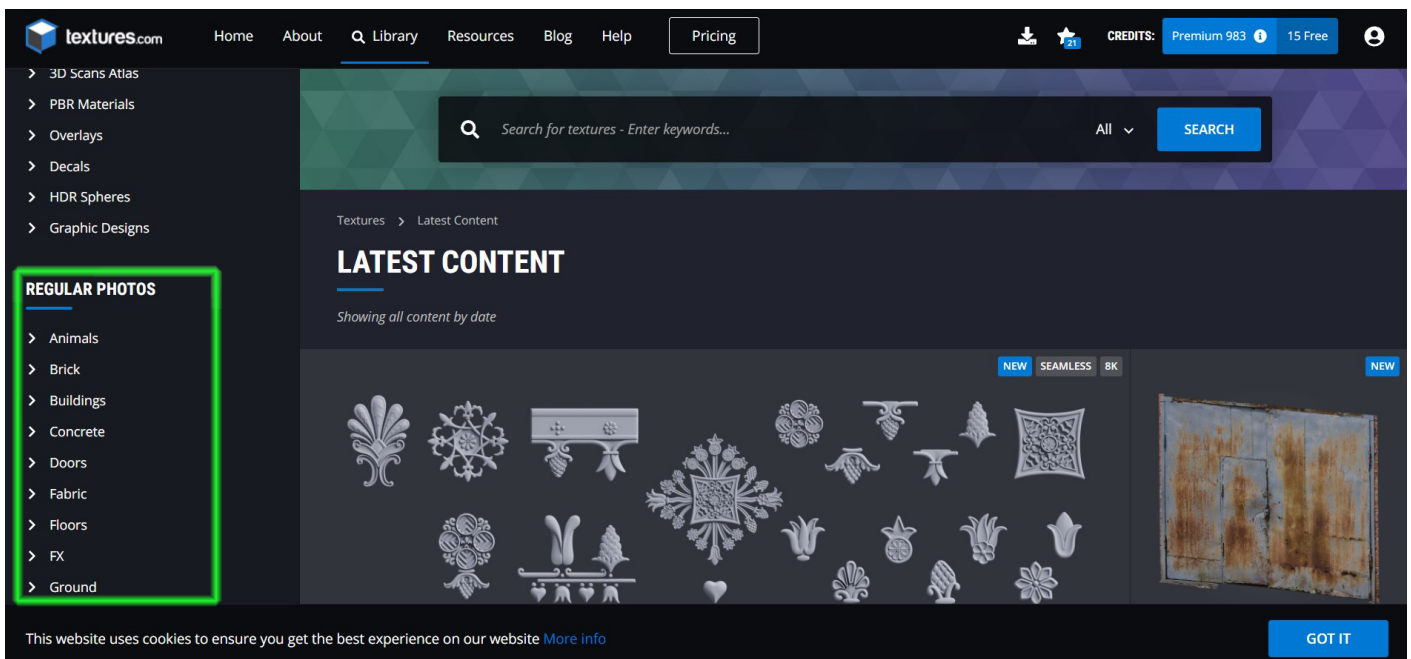 textures.com Home About Library Resources Blog Help Pricing 21 CREDITS: Premium 983 15 Free
3D Scans Atlas
PBR Materials
Overlays
Decals
HDR Spheres
Graphic Designs
REGULAR PHOTOS
Animals
Brick
Buildings
Concrete
Doors
Fabric
Floors
FX
Ground
Search for textures - Enter keywords... All SEARCH
Textures > Latest Content
LATEST CONTENT
Showing all content by date
NEW SEAMLESS 8K
NEW
This website uses cookies to ensure you get the best experience on our website More info GOT IT